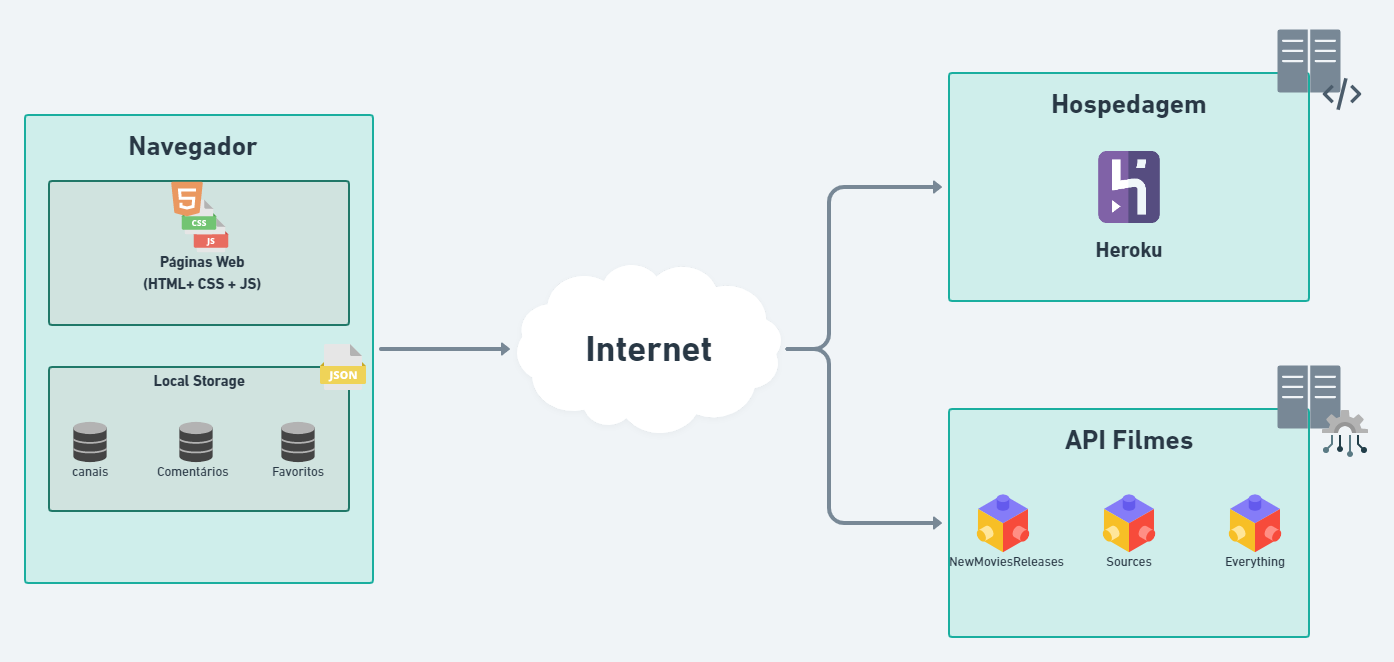 Navegador
5
CSS
JS
Páginas Web
(HTML+ CSS + JS)
JSON
Local Storage
canais
Comentários
Favoritos
Internet
</>
Hospedagem
Heroku
API Filmes
NewMoviesReleases
Sources
Everything